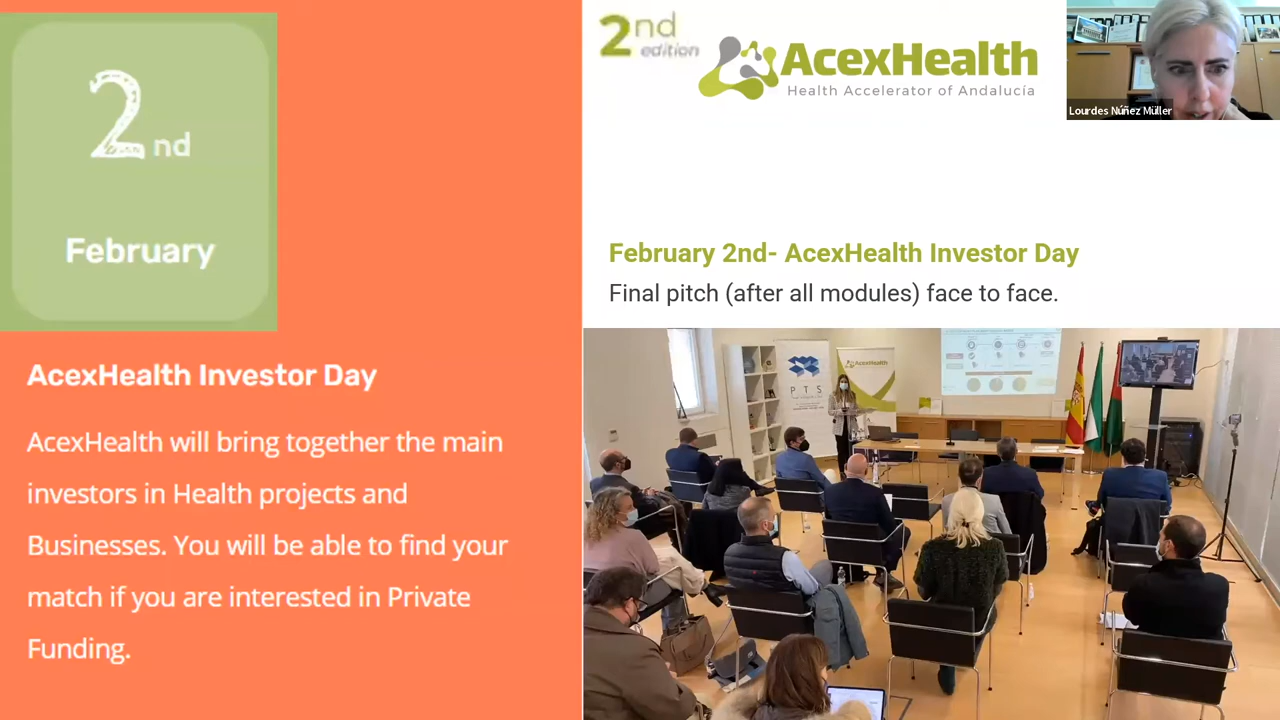 2nd
February
AcexHealth Investor Day
AcexHealth will bring together the main
investors in Health projects and
Businesses. You will be able to find your
match if you are interested in Private
Funding.
2nd
edition
AcexHealth
Health Accelerator of Andalucía
Lourdes Núñez Müller
February 2nd- AcexHealth Investor Day
Final pitch (after all modules) face to face.
PTS
AcexHealth